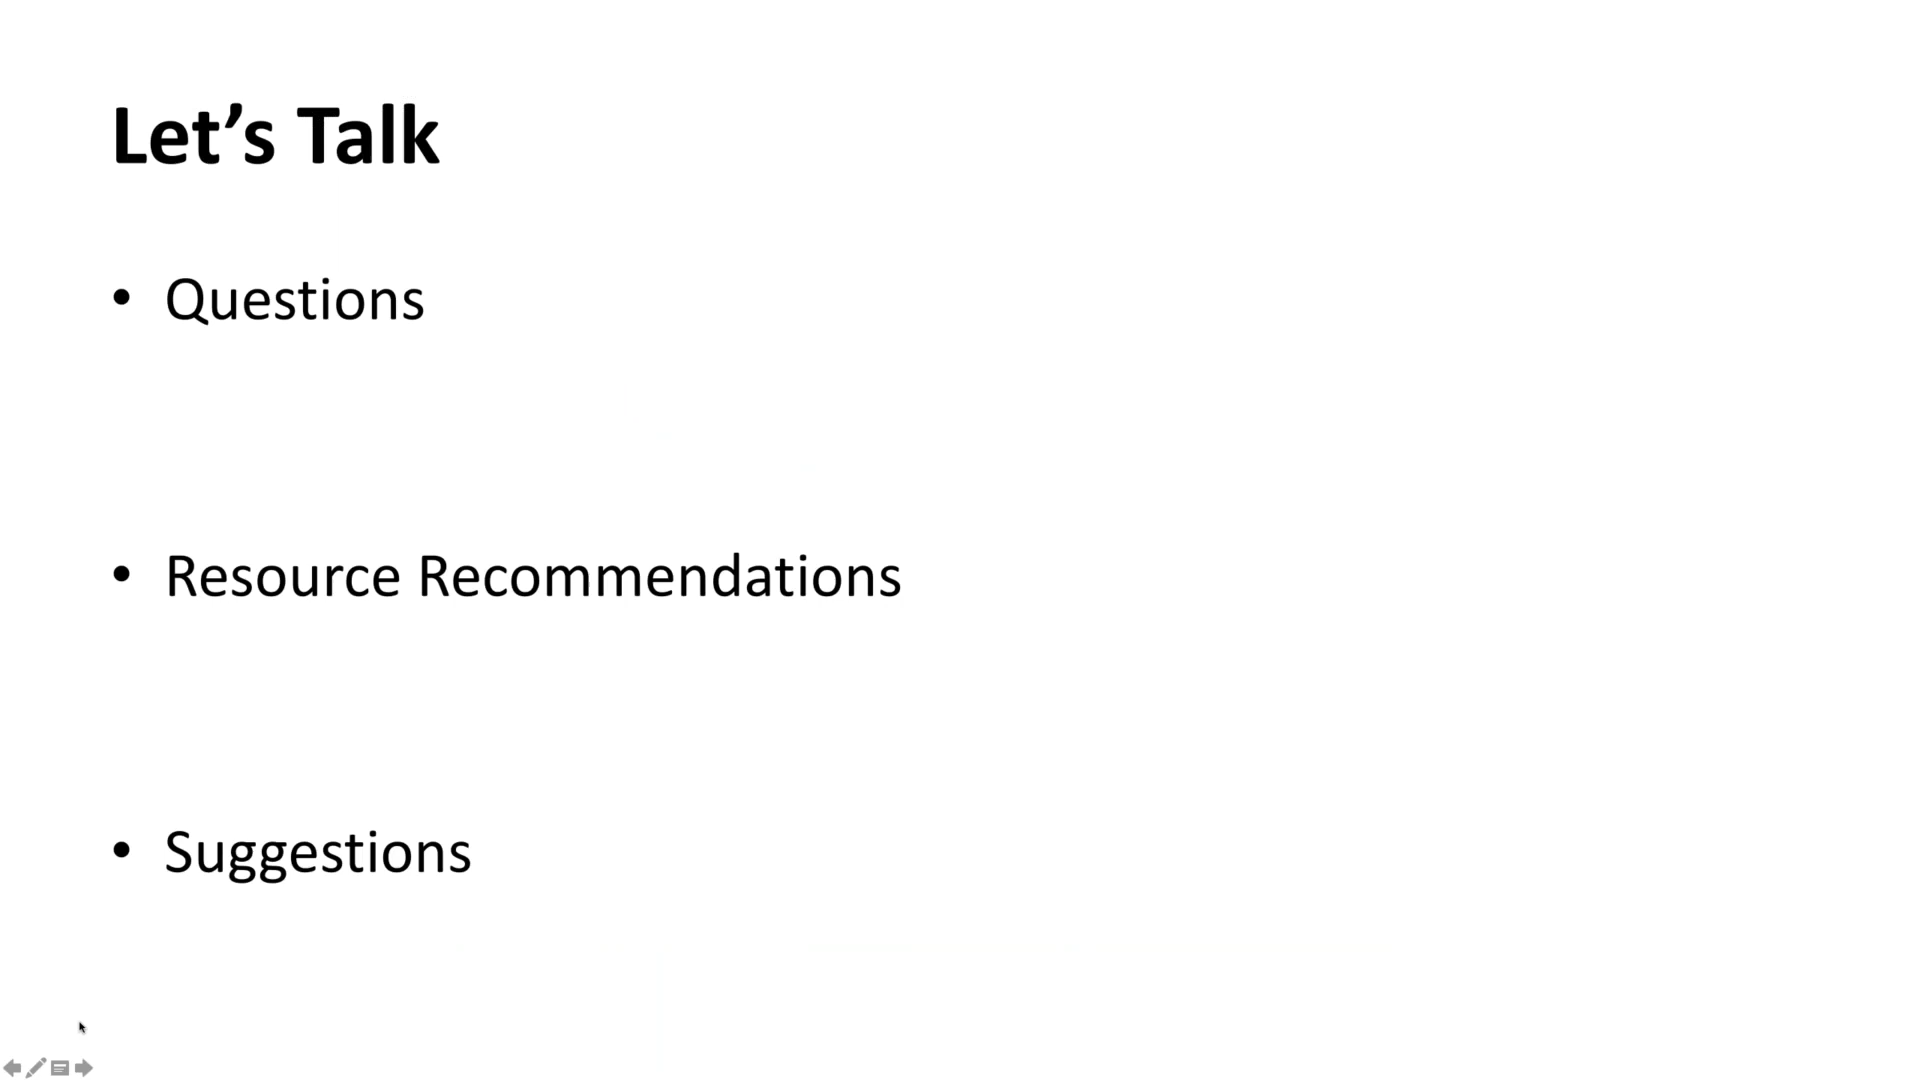 Let’s Talk
• Questions
• Resource Recommendations
• Suggestions